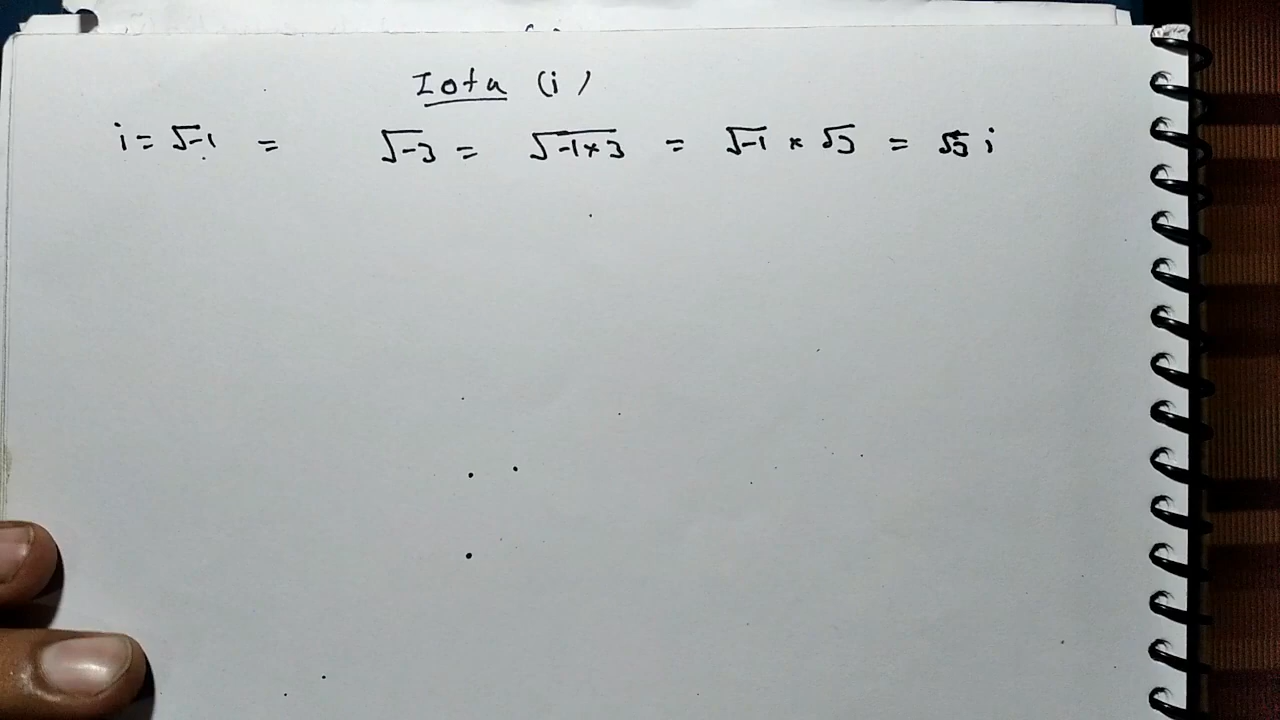 Iota (i)
i = √-1 = √-3 = √-1×3 = √-1 × √3 = √3 i